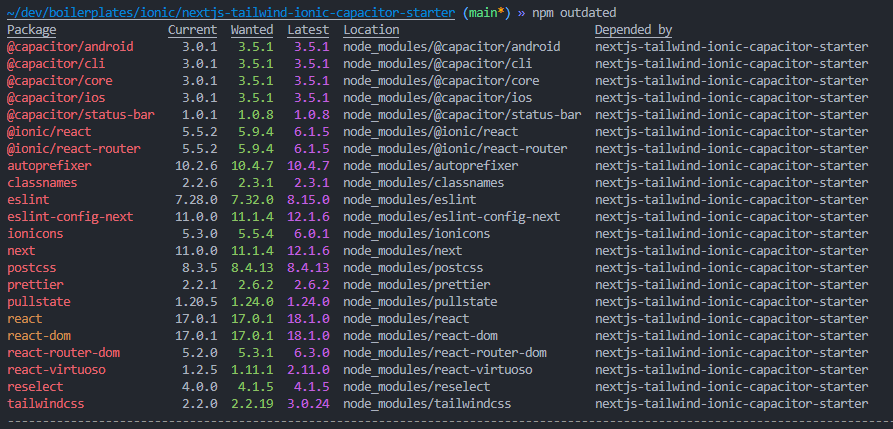 ~/dev/boilerplates/ionic/nextjs-tailwind-ionic-capacitor-starter (main*) » npm outdated
Package Current Wanted Latest Location Depended by
@capacitor/android 3.0.1 3.5.1 3.5.1 node_modules/@capacitor/android nextjs-tailwind-ionic-capacitor-starter
@capacitor/cli 3.0.1 3.5.1 3.5.1 node_modules/@capacitor/cli nextjs-tailwind-ionic-capacitor-starter
@capacitor/core 3.0.1 3.5.1 3.5.1 node_modules/@capacitor/core nextjs-tailwind-ionic-capacitor-starter
@capacitor/ios 3.0.1 3.5.1 3.5.1 node_modules/@capacitor/ios nextjs-tailwind-ionic-capacitor-starter
@capacitor/status-bar 1.0.1 1.0.8 1.0.8 node_modules/@capacitor/status-bar nextjs-tailwind-ionic-capacitor-starter
@ionic/react 5.5.2 5.9.4 6.1.5 node_modules/@ionic/react nextjs-tailwind-ionic-capacitor-starter
@ionic/react-router 5.5.2 5.9.4 6.1.5 node_modules/@ionic/react-router nextjs-tailwind-ionic-capacitor-starter
autoprefixer 10.2.6 10.4.7 10.4.7 node_modules/autoprefixer nextjs-tailwind-ionic-capacitor-starter
classnames 2.2.6 2.3.1 2.3.1 node_modules/classnames nextjs-tailwind-ionic-capacitor-starter
eslint 7.28.0 7.32.0 8.15.0 node_modules/eslint nextjs-tailwind-ionic-capacitor-starter
eslint-config-next 11.0.0 11.1.4 12.1.6 node_modules/eslint-config-next nextjs-tailwind-ionic-capacitor-starter
ionicons 5.3.0 5.5.4 6.0.1 node_modules/ionicons nextjs-tailwind-ionic-capacitor-starter
next 11.0.0 11.1.4 12.1.6 node_modules/next nextjs-tailwind-ionic-capacitor-starter
postcss 8.3.5 8.4.13 8.4.13 node_modules/postcss nextjs-tailwind-ionic-capacitor-starter
prettier 2.2.1 2.6.2 2.6.2 node_modules/prettier nextjs-tailwind-ionic-capacitor-starter
pullstate 1.20.5 1.24.0 1.24.0 node_modules/pullstate nextjs-tailwind-ionic-capacitor-starter
react 17.0.1 17.0.1 18.1.0 node_modules/react nextjs-tailwind-ionic-capacitor-starter
react-dom 17.0.1 17.0.1 18.1.0 node_modules/react-dom nextjs-tailwind-ionic-capacitor-starter
react-router-dom 5.2.0 5.3.1 6.3.0 node_modules/react-router-dom nextjs-tailwind-ionic-capacitor-starter
react-virtuoso 1.2.5 1.11.1 2.11.0 node_modules/react-virtuoso nextjs-tailwind-ionic-capacitor-starter
reselect 4.0.0 4.1.5 4.1.5 node_modules/reselect nextjs-tailwind-ionic-capacitor-starter
tailwindcss 2.2.0 2.2.19 3.0.24 node_modules/tailwindcss nextjs-tailwind-ionic-capacitor-starter